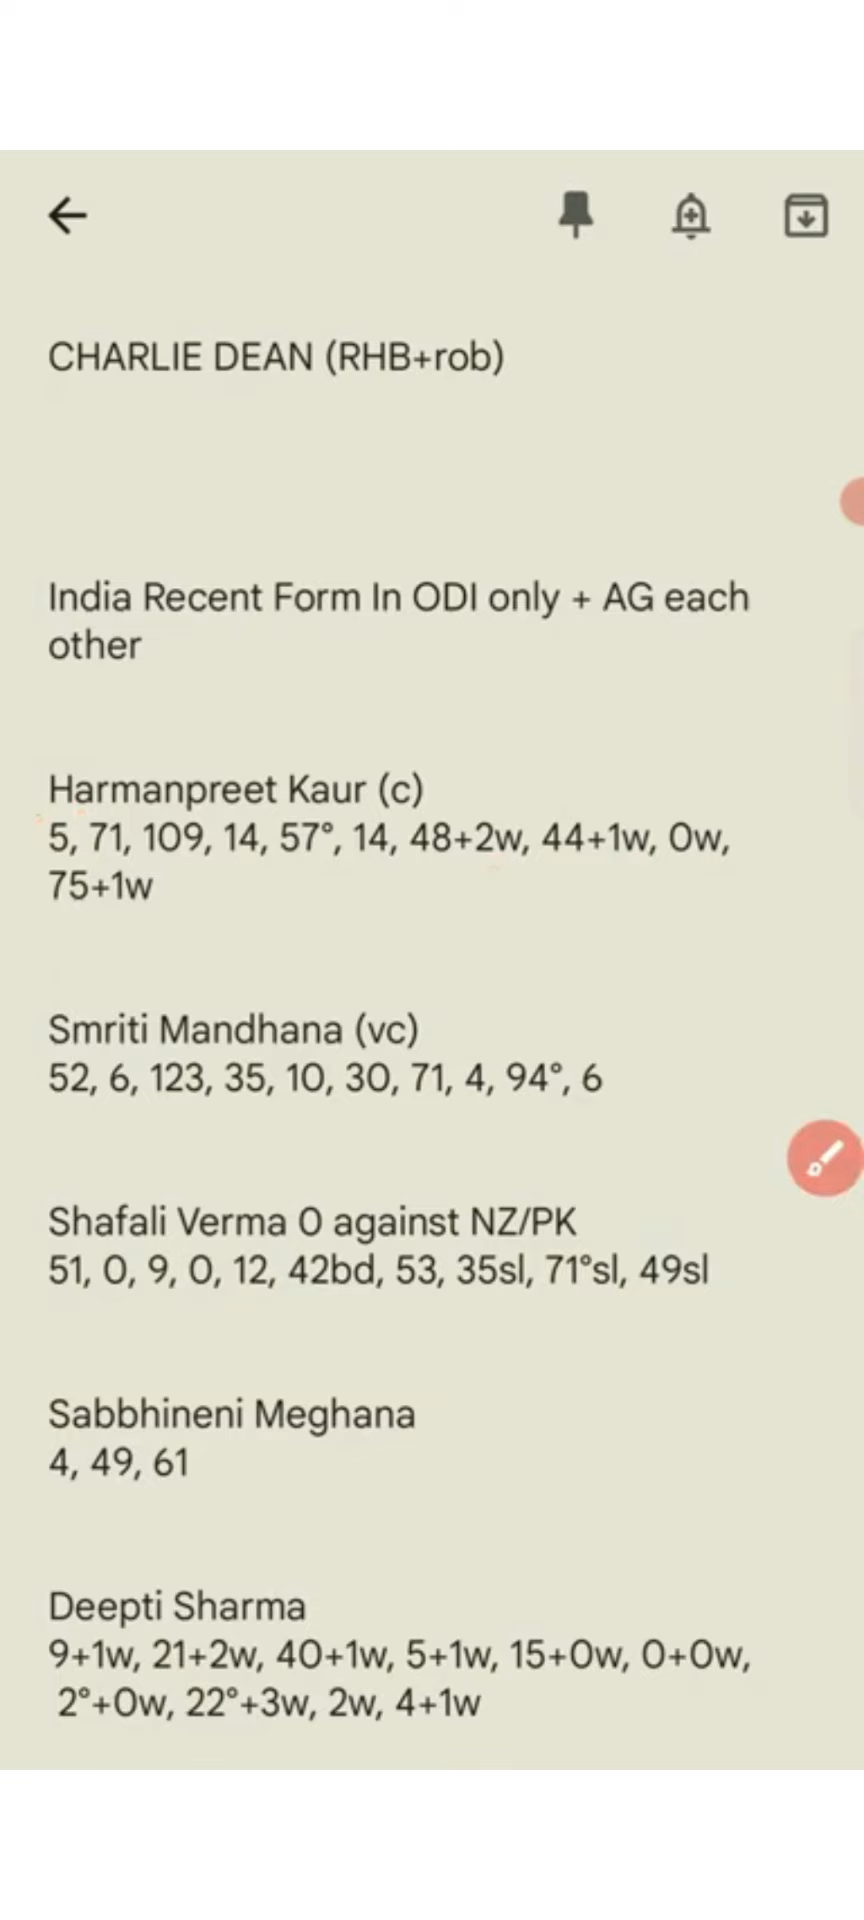 CHARLIE DEAN (RHB+rob)
India Recent Form In ODI only + AG each
other
Harmanpreet Kaur (c)
5, 71, 109, 14, 57°, 14, 48+2w, 44+1w, 0w,
75+1w
Smriti Mandhana (vc)
52, 6, 123, 35, 10, 30, 71, 4, 94°, 6
Shafali Verma 0 against NZ/PK
51, 0, 9, 0, 12, 42bd, 53, 35sl, 71°sl, 49sl
Sabbhineni Meghana
4, 49, 61
Deepti Sharma
9+1w, 21+2w, 40+1w, 5+1w, 15+0w, 0+0w,
2°+0w, 22°+3w, 2w, 4+1w